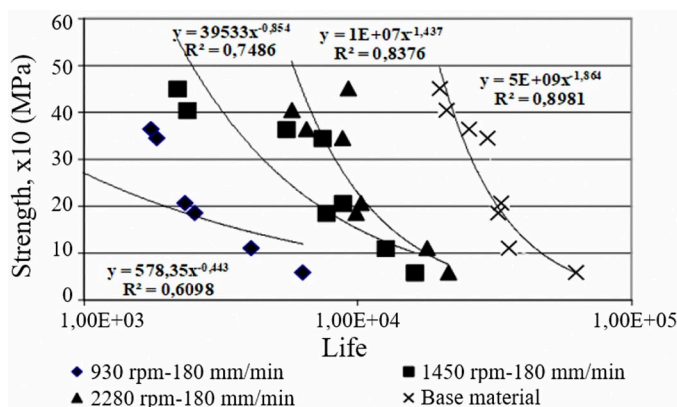 60
50
40
30
20
10
0
Strength, x10 (MPa)
y = 39533x-0,854
R² = 0,7486
y = 1E+07x-1,437
R² = 0,8376
y = 5E+09x-1,864
R² = 0,8981
y = 578,35x-0,443
R² = 0,6098
1,00E+03
1,00E+04
1,00E+05
Life
930 rpm-180 mm/min
1450 rpm-180 mm/min
2280 rpm-180 mm/min
Base material